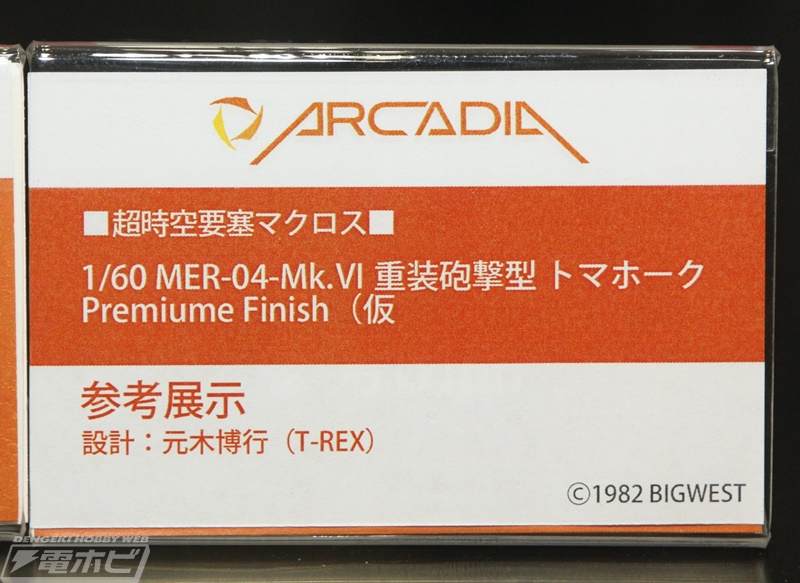 ARCADIA
■超時空要塞マクロス■
1/60 MER-04-Mk.VI 重装砲撃型 トマホーク
Premiume Finish（仮
参考展示
設計：元木博行（T-REX）
©1982 BIGWEST
DENGEKI HOBBY WEB
電ホビ